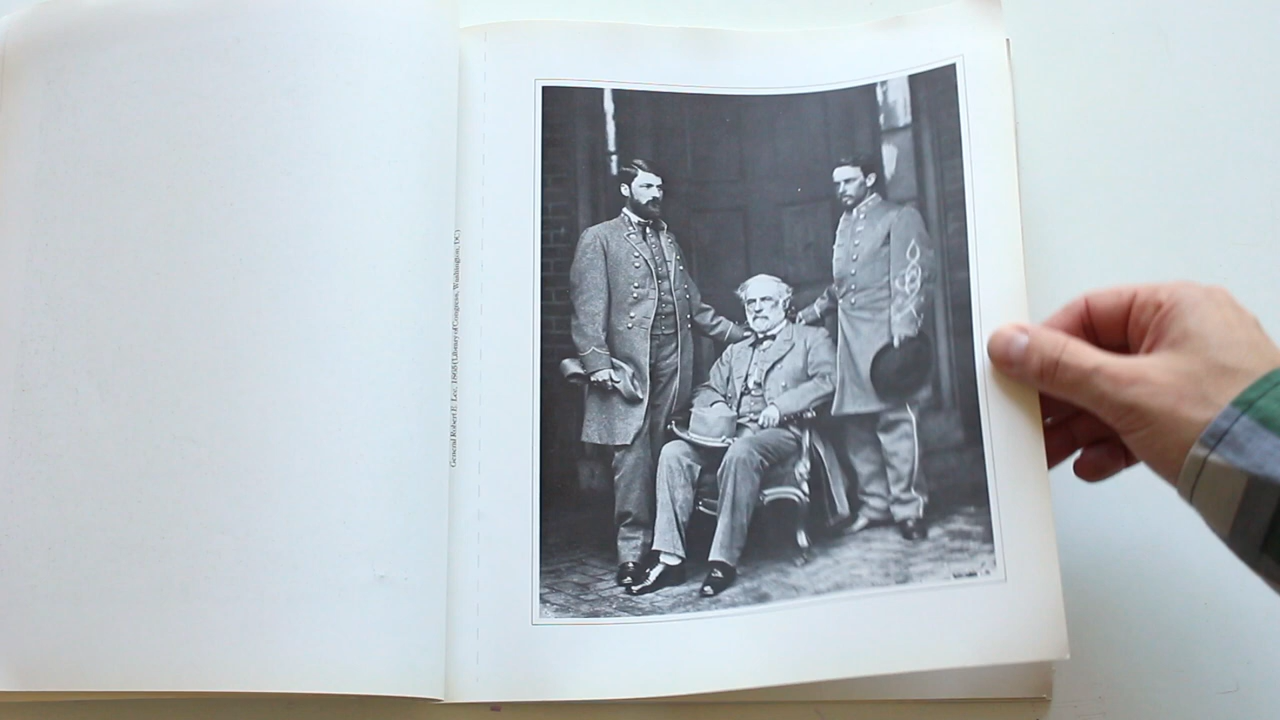 General Robert E. Lee, 1865 (Library of Congress, Washington, DC)